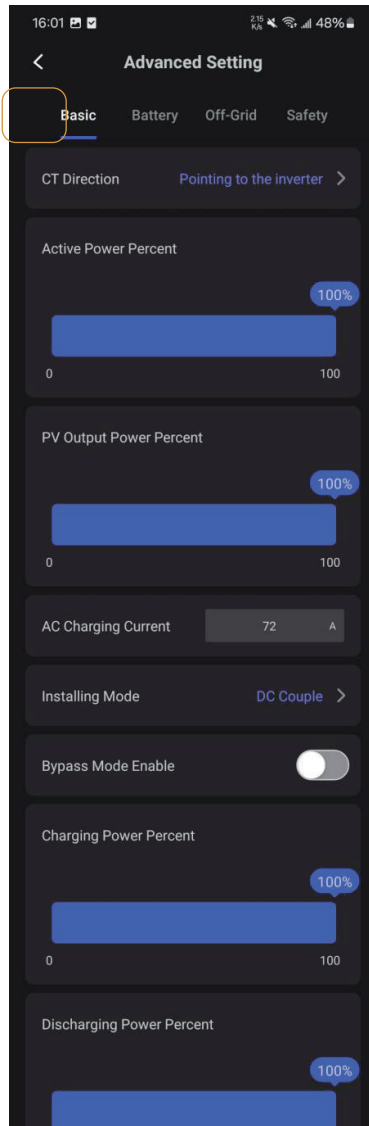 16:01 2.15 K/s 48%
Advanced Setting
Basic Battery Off-Grid Safety
CT Direction Pointing to the inverter
Active Power Percent
100%
0 100
PV Output Power Percent
100%
0 100
AC Charging Current 72 A
Installing Mode DC Couple
Bypass Mode Enable
Charging Power Percent
100%
0 100
Discharging Power Percent
100%